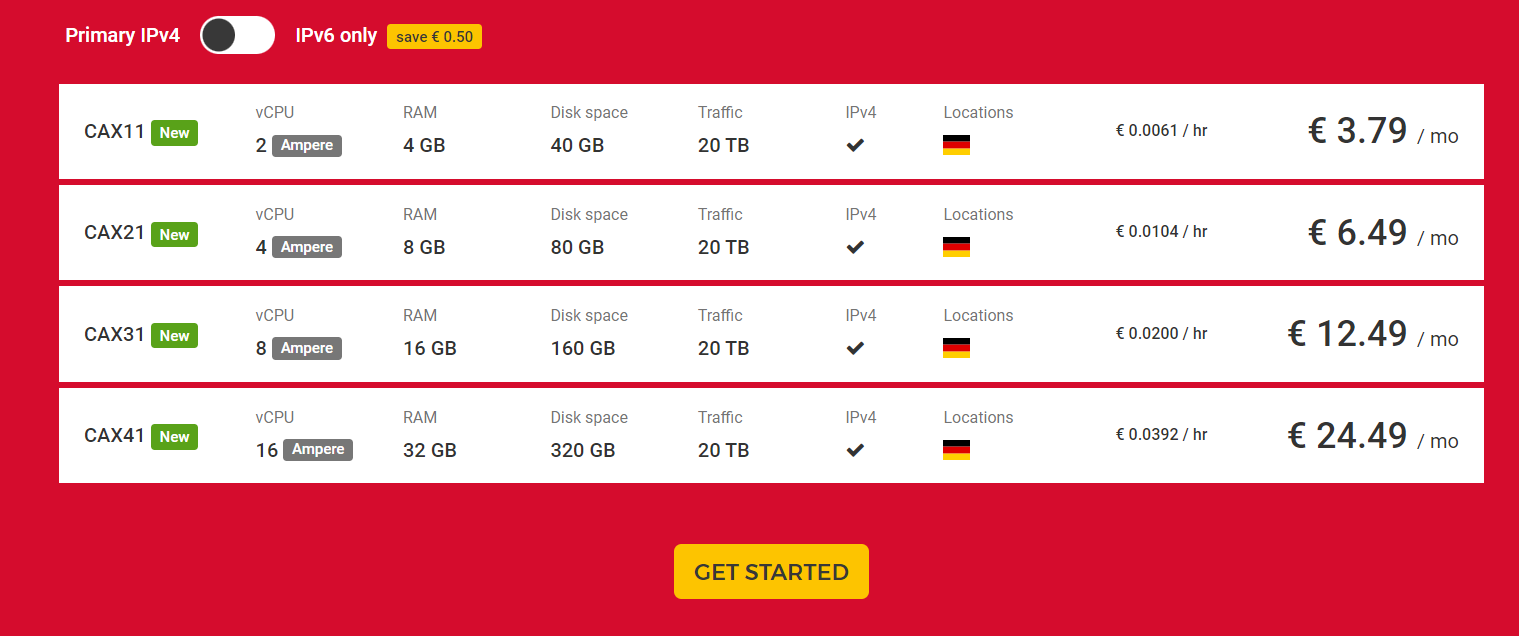 Primary IPv4 IPv6 only save € 0.50
vCPU RAM Disk space Traffic IPv4 Locations
CAX11 New 2 Ampere 4 GB 40 GB 20 TB € 0.0061 / hr € 3.79 / mo
vCPU RAM Disk space Traffic IPv4 Locations
CAX21 New 4 Ampere 8 GB 80 GB 20 TB € 0.0104 / hr € 6.49 / mo
vCPU RAM Disk space Traffic IPv4 Locations
CAX31 New 8 Ampere 16 GB 160 GB 20 TB € 0.0200 / hr € 12.49 / mo
vCPU RAM Disk space Traffic IPv4 Locations
CAX41 New 16 Ampere 32 GB 320 GB 20 TB € 0.0392 / hr € 24.49 / mo
GET STARTED